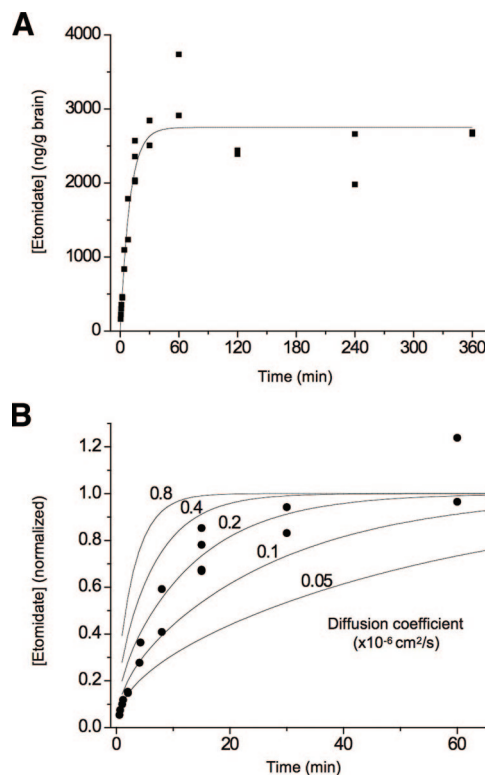 A
4000
3000
2000
1000
0
[Etomidate] (ng/g brain)
0 60 120 180 240 300 360
Time (min)
B
1.2
1.0
0.8
0.6
0.4
0.2
0.0
[Etomidate] (normalized)
0.8
0.4
0.2
0.1
0.05
Diffusion coefficient
(x10-6 cm2/s)
0 20 40 60
Time (min)